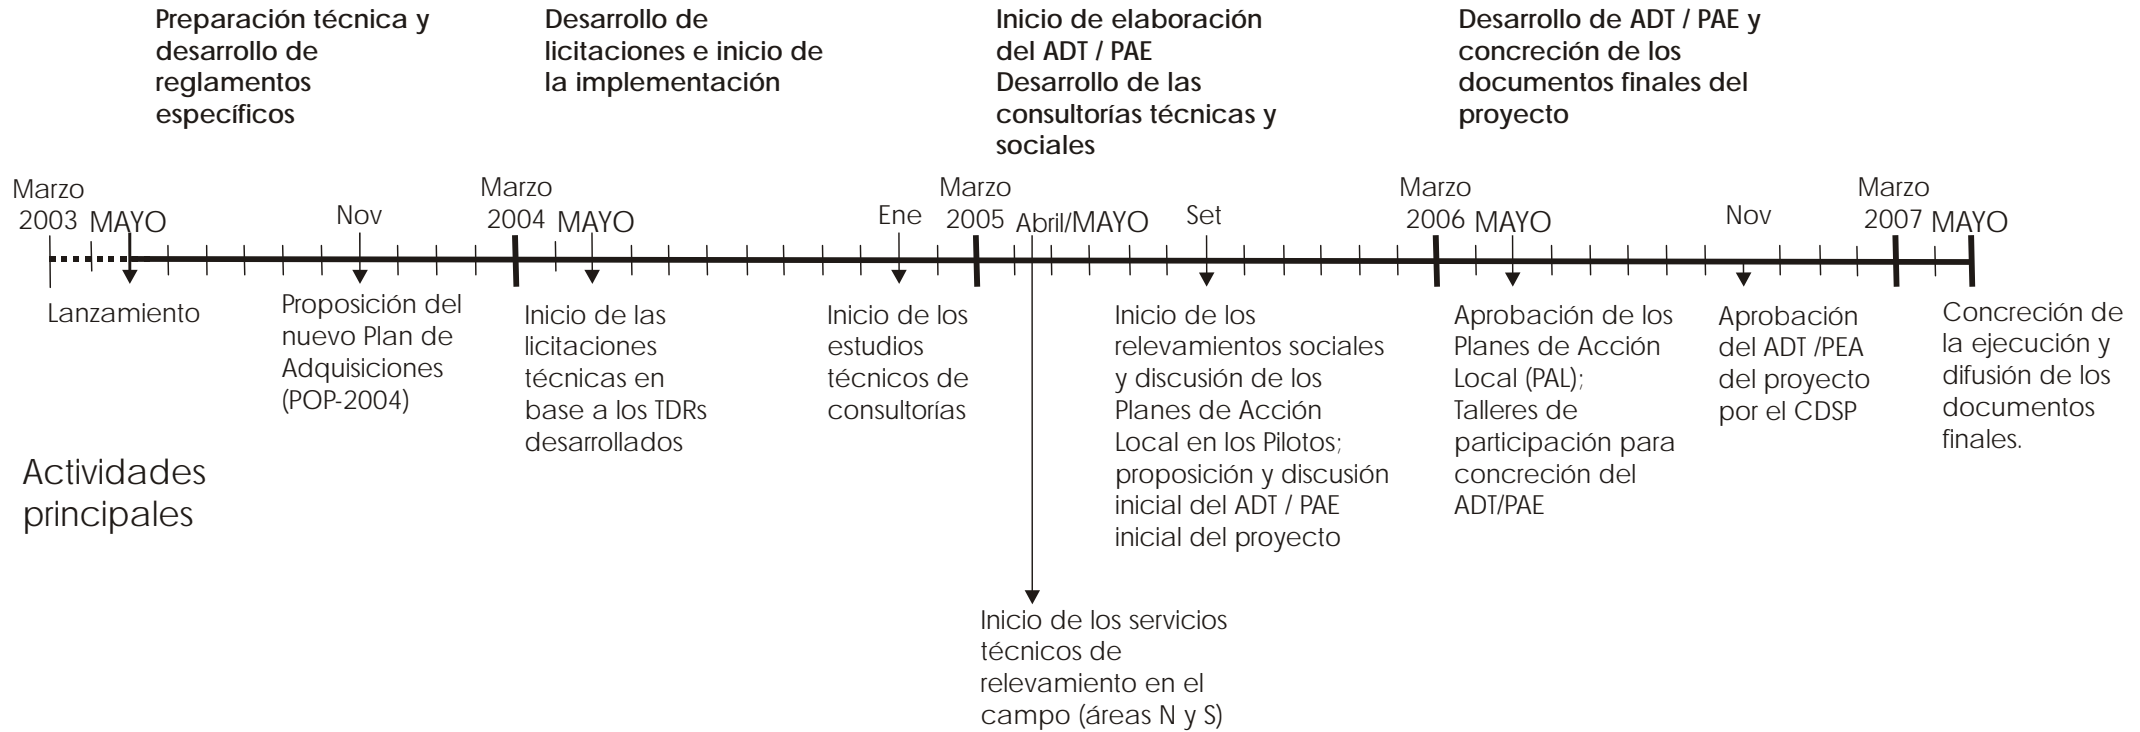 Preparación técnica y
desarrollo de
reglamentos
específicos
Desarrollo de
licitaciones e inicio de
la implementación
Inicio de elaboración
del ADT / PAE
Desarrollo de las
consultorías técnicas y
sociales
Desarrollo de ADT / PAE y
concreción de los
documentos finales del
proyecto
Marzo
2003
MAYO
Nov
Marzo
2004
MAYO
Ene
Marzo
2005
Abril/MAYO
Set
Marzo
2006
MAYO
Nov
Marzo
2007
MAYO
Lanzamiento
Proposición del
nuevo Plan de
Adquisiciones
(POP-2004)
Inicio de las
licitaciones
técnicas en
base a los TDRs
desarrollados
Inicio de los
estudios
técnicos de
consultorías
Inicio de los
relevamientos sociales
y discusión de los
Planes de Acción
Local en los Pilotos;
proposición y discusión
inicial del ADT / PAE
inicial del proyecto
Aprobación de los
Planes de Acción
Local (PAL);
Talleres de
participación para
concreción del
ADT/PAE
Aprobación
del ADT /PEA
del proyecto
por el CDSP
Concreción de
la ejecución y
difusión de los
documentos
finales.
Actividades
principales
Inicio de los servicios
técnicos de
relevamiento en el
campo (áreas N y S)